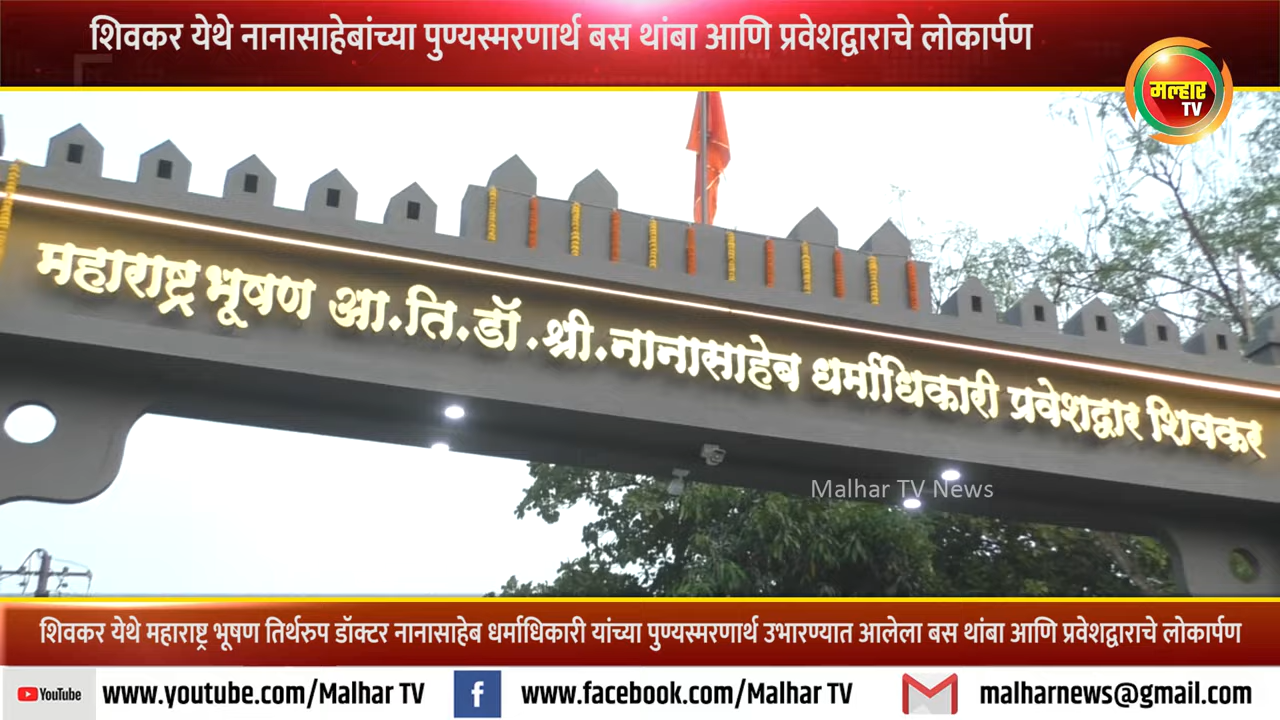 शिवकर येथे नानासाहेबांच्या पुण्यस्मरणार्थ बस थांबा आणि प्रवेशद्वाराचे लोकार्पण
मल्हार
TV
महाराष्ट्र भूषण आ.ति.डॉ.श्री.नानासाहेब धर्माधिकारी प्रवेशद्वार शिवकर
Malhar TV News
शिवकर येथे महाराष्ट्र भूषण तिर्थरुप डॉक्टर नानासाहेब धर्माधिकारी यांच्या पुण्यस्मरणार्थ उभारण्यात आलेला बस थांबा आणि प्रवेशद्वाराचे लोकार्पण
YouTube www.youtube.com/Malhar TV f www.facebook.com/Malhar TV malharnews@gmail.com